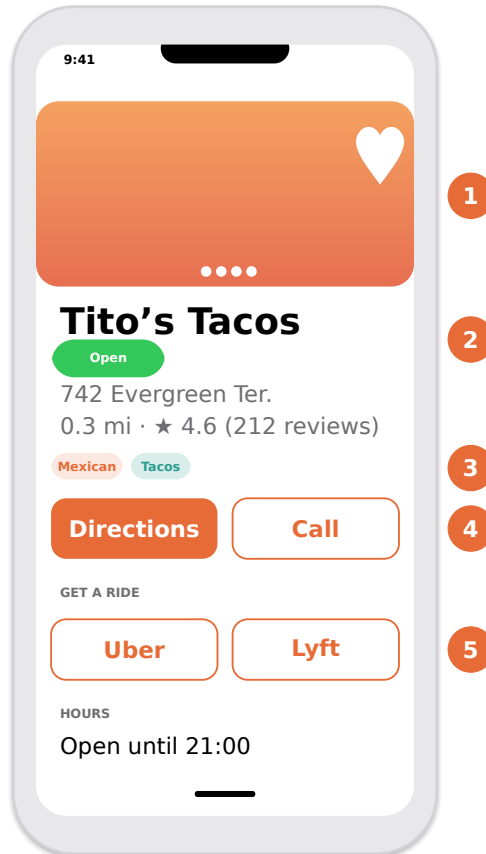 9:41
1
Tito’s Tacos
2
Open
742 Evergreen Ter.
0.3 mi · ★ 4.6 (212 reviews)
Mexican Tacos
3
Directions Call
4
GET A RIDE
Uber Lyft
5
HOURS
Open until 21:00